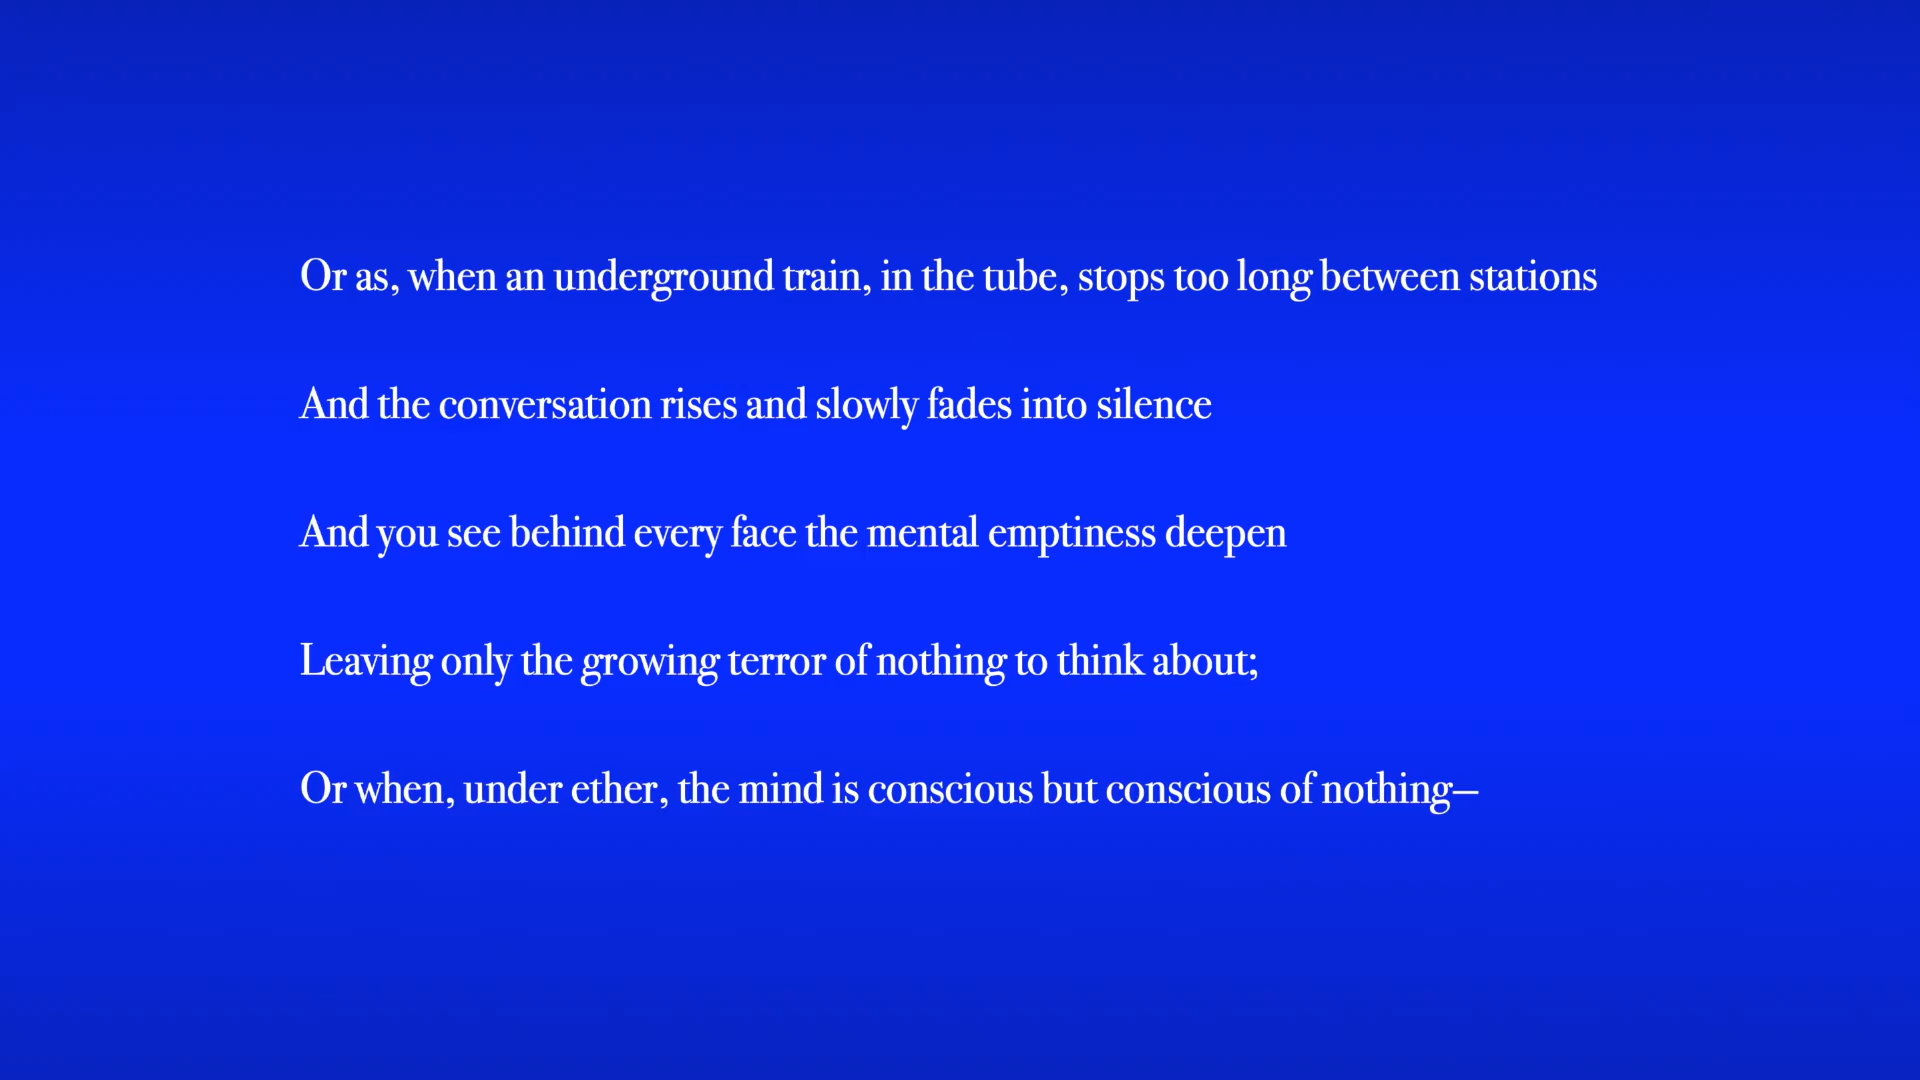 Or as, when an underground train, in the tube, stops too long between stations
And the conversation rises and slowly fades into silence
And you see behind every face the mental emptiness deepen
Leaving only the growing terror of nothing to think about;
Or when, under ether, the mind is conscious but conscious of nothing—